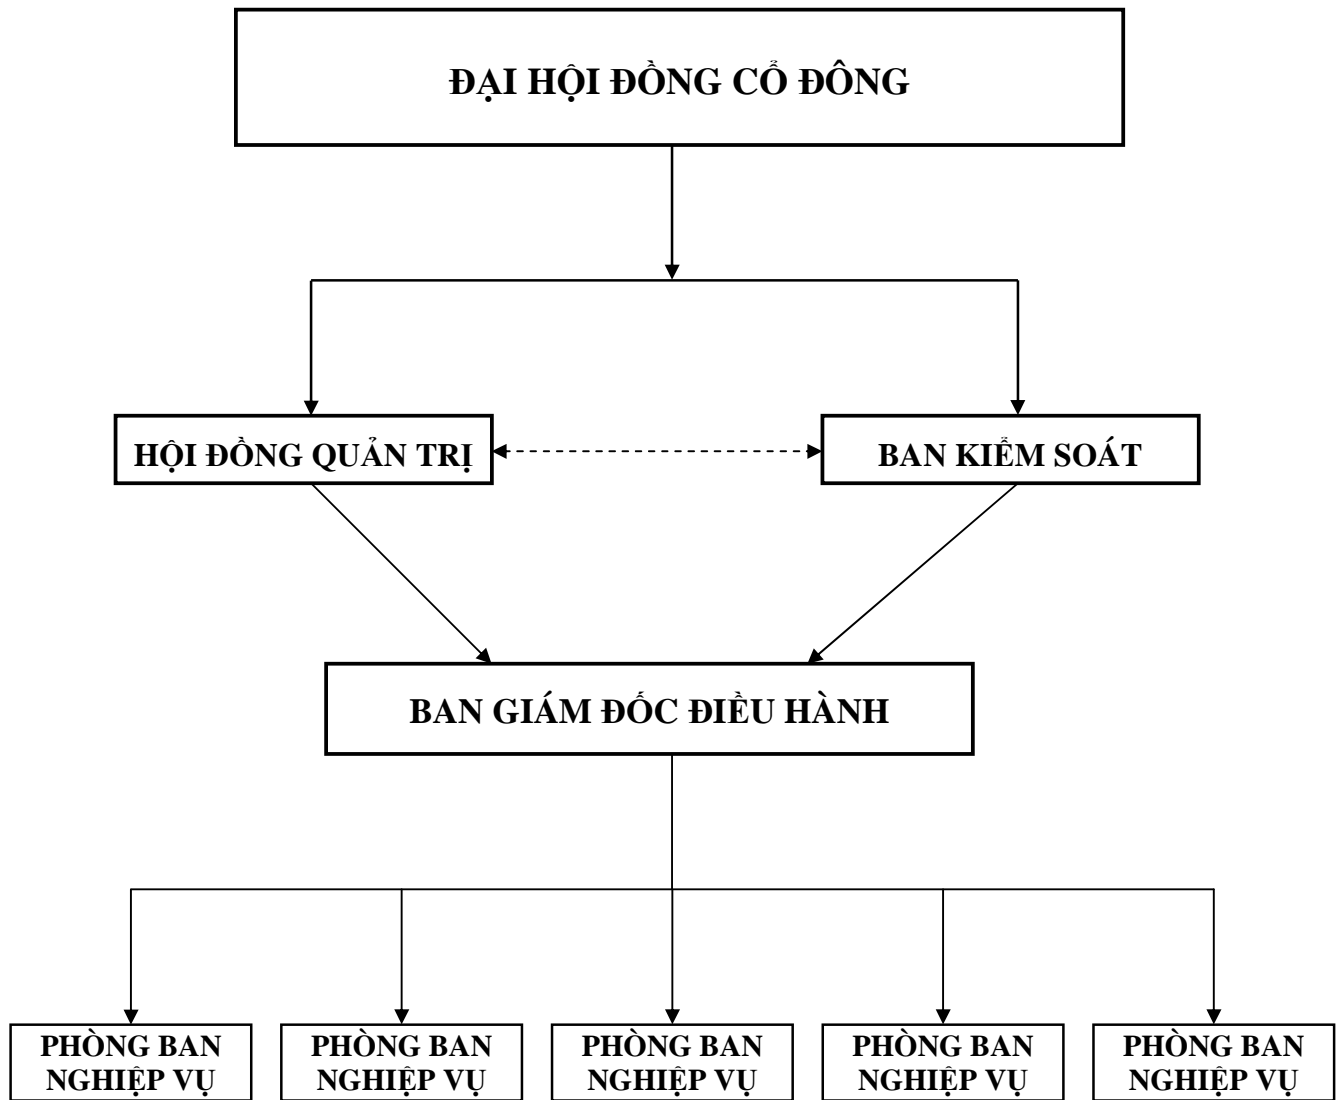 ĐẠI HỘI ĐỒNG CỔ ĐÔNG
HỘI ĐỒNG QUẢN TRỊ
BAN KIỂM SOÁT
BAN GIÁM ĐỐC ĐIỀU HÀNH
PHÒNG BAN
NGHIỆP VỤ
PHÒNG BAN
NGHIỆP VỤ
PHÒNG BAN
NGHIỆP VỤ
PHÒNG BAN
NGHIỆP VỤ
PHÒNG BAN
NGHIỆP VỤ